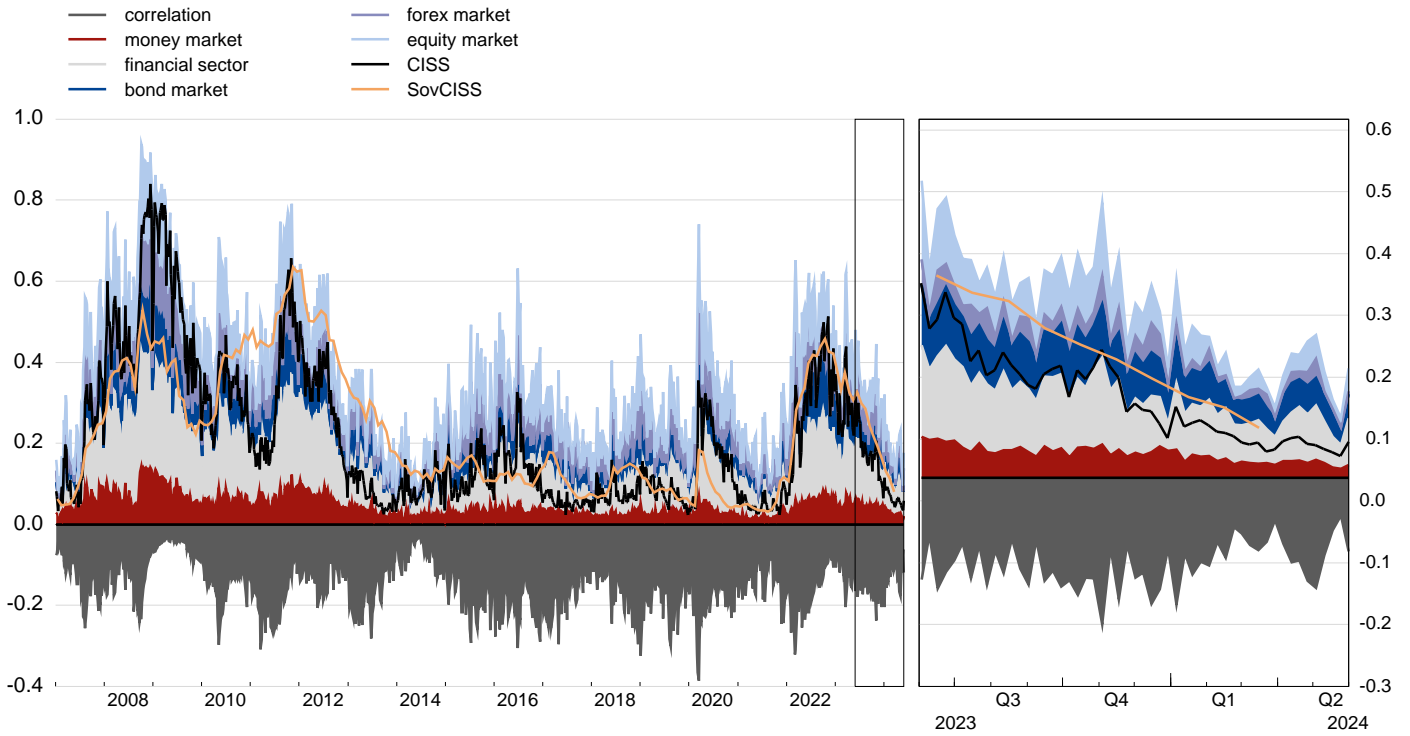 correlation
money market
financial sector
bond market
forex market
equity market
CISS
SovCISS
1.0
0.8
0.6
0.4
0.2
0.0
-0.2
-0.4
2008 2010 2012 2014 2016 2018 2020 2022
0.6
0.5
0.4
0.3
0.2
0.1
0.0
-0.1
-0.2
-0.3
Q3 Q4 Q1 Q2
2023 2024